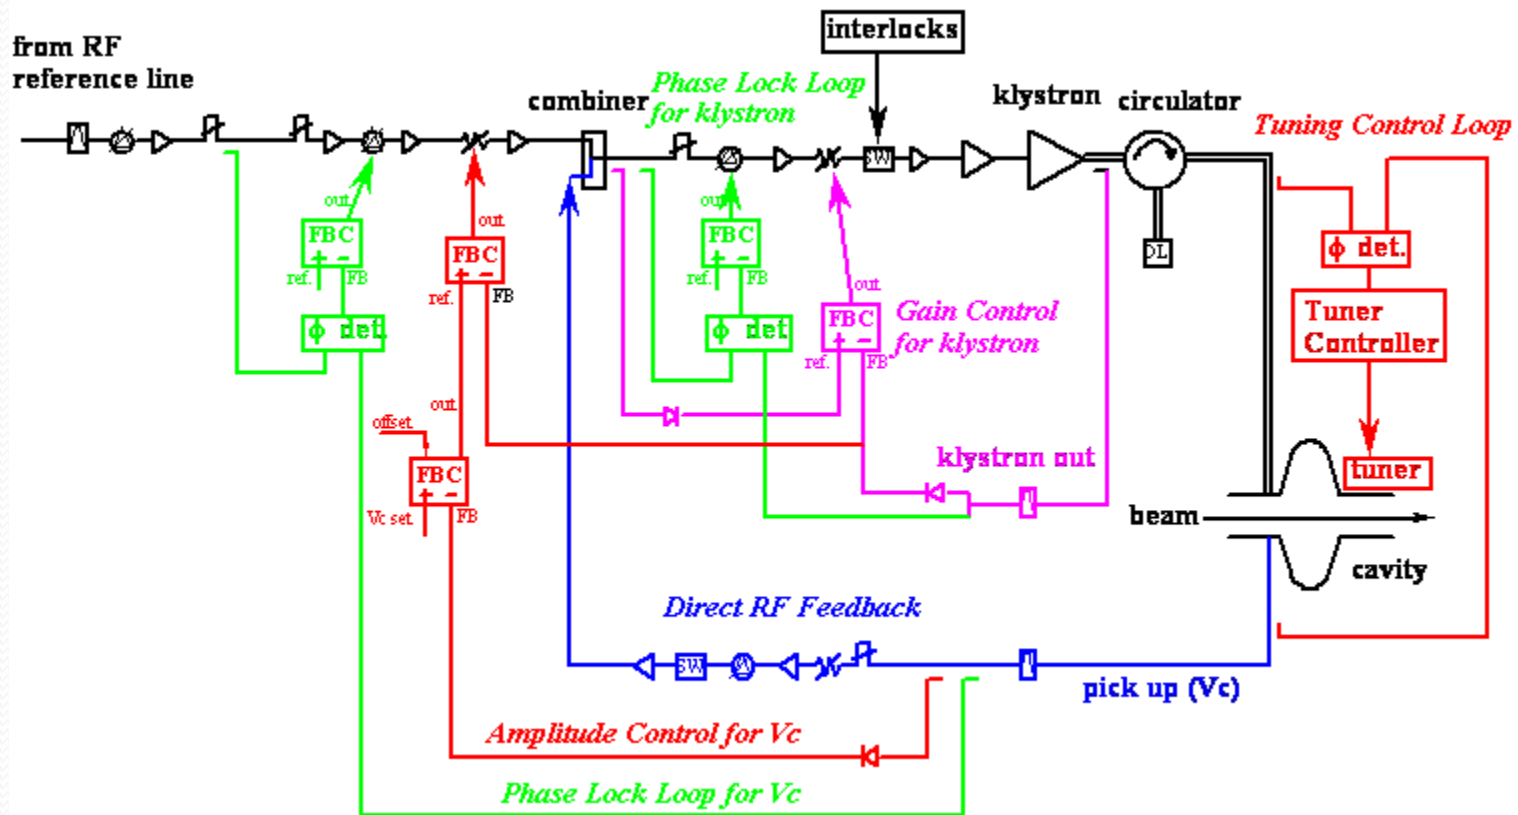 from RF
reference line
interlocks
combiner
Phase Lock Loop
for klystron
klystron
circulator
Tuning Control Loop
SW
out
FBC
+ -
ref.
FB
ϕ det.
out
FBC
+ -
ref.
FB
out
FBC
+ -
ref.
FB
ϕ det
out
FBC
+ -
ref.
FB
Gain Control
for klystron
DL
ϕ det.
Tuner
Controller
tuner
offset
out
FBC
+ -
Vc set
FB
klystron out
beam
cavity
Direct RF Feedback
SW
pick up (Vc)
Amplitude Control for Vc
Phase Lock Loop for Vc